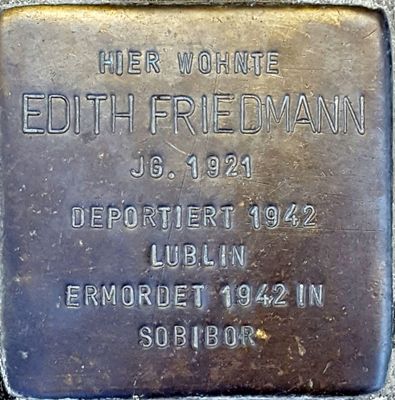 HIER WOHNTE
EDITH FRIEDMANN
JG. 1921
DEPORTIERT 1942
LUBLIN
ERMORDET 1942 IN
SOBIBOR